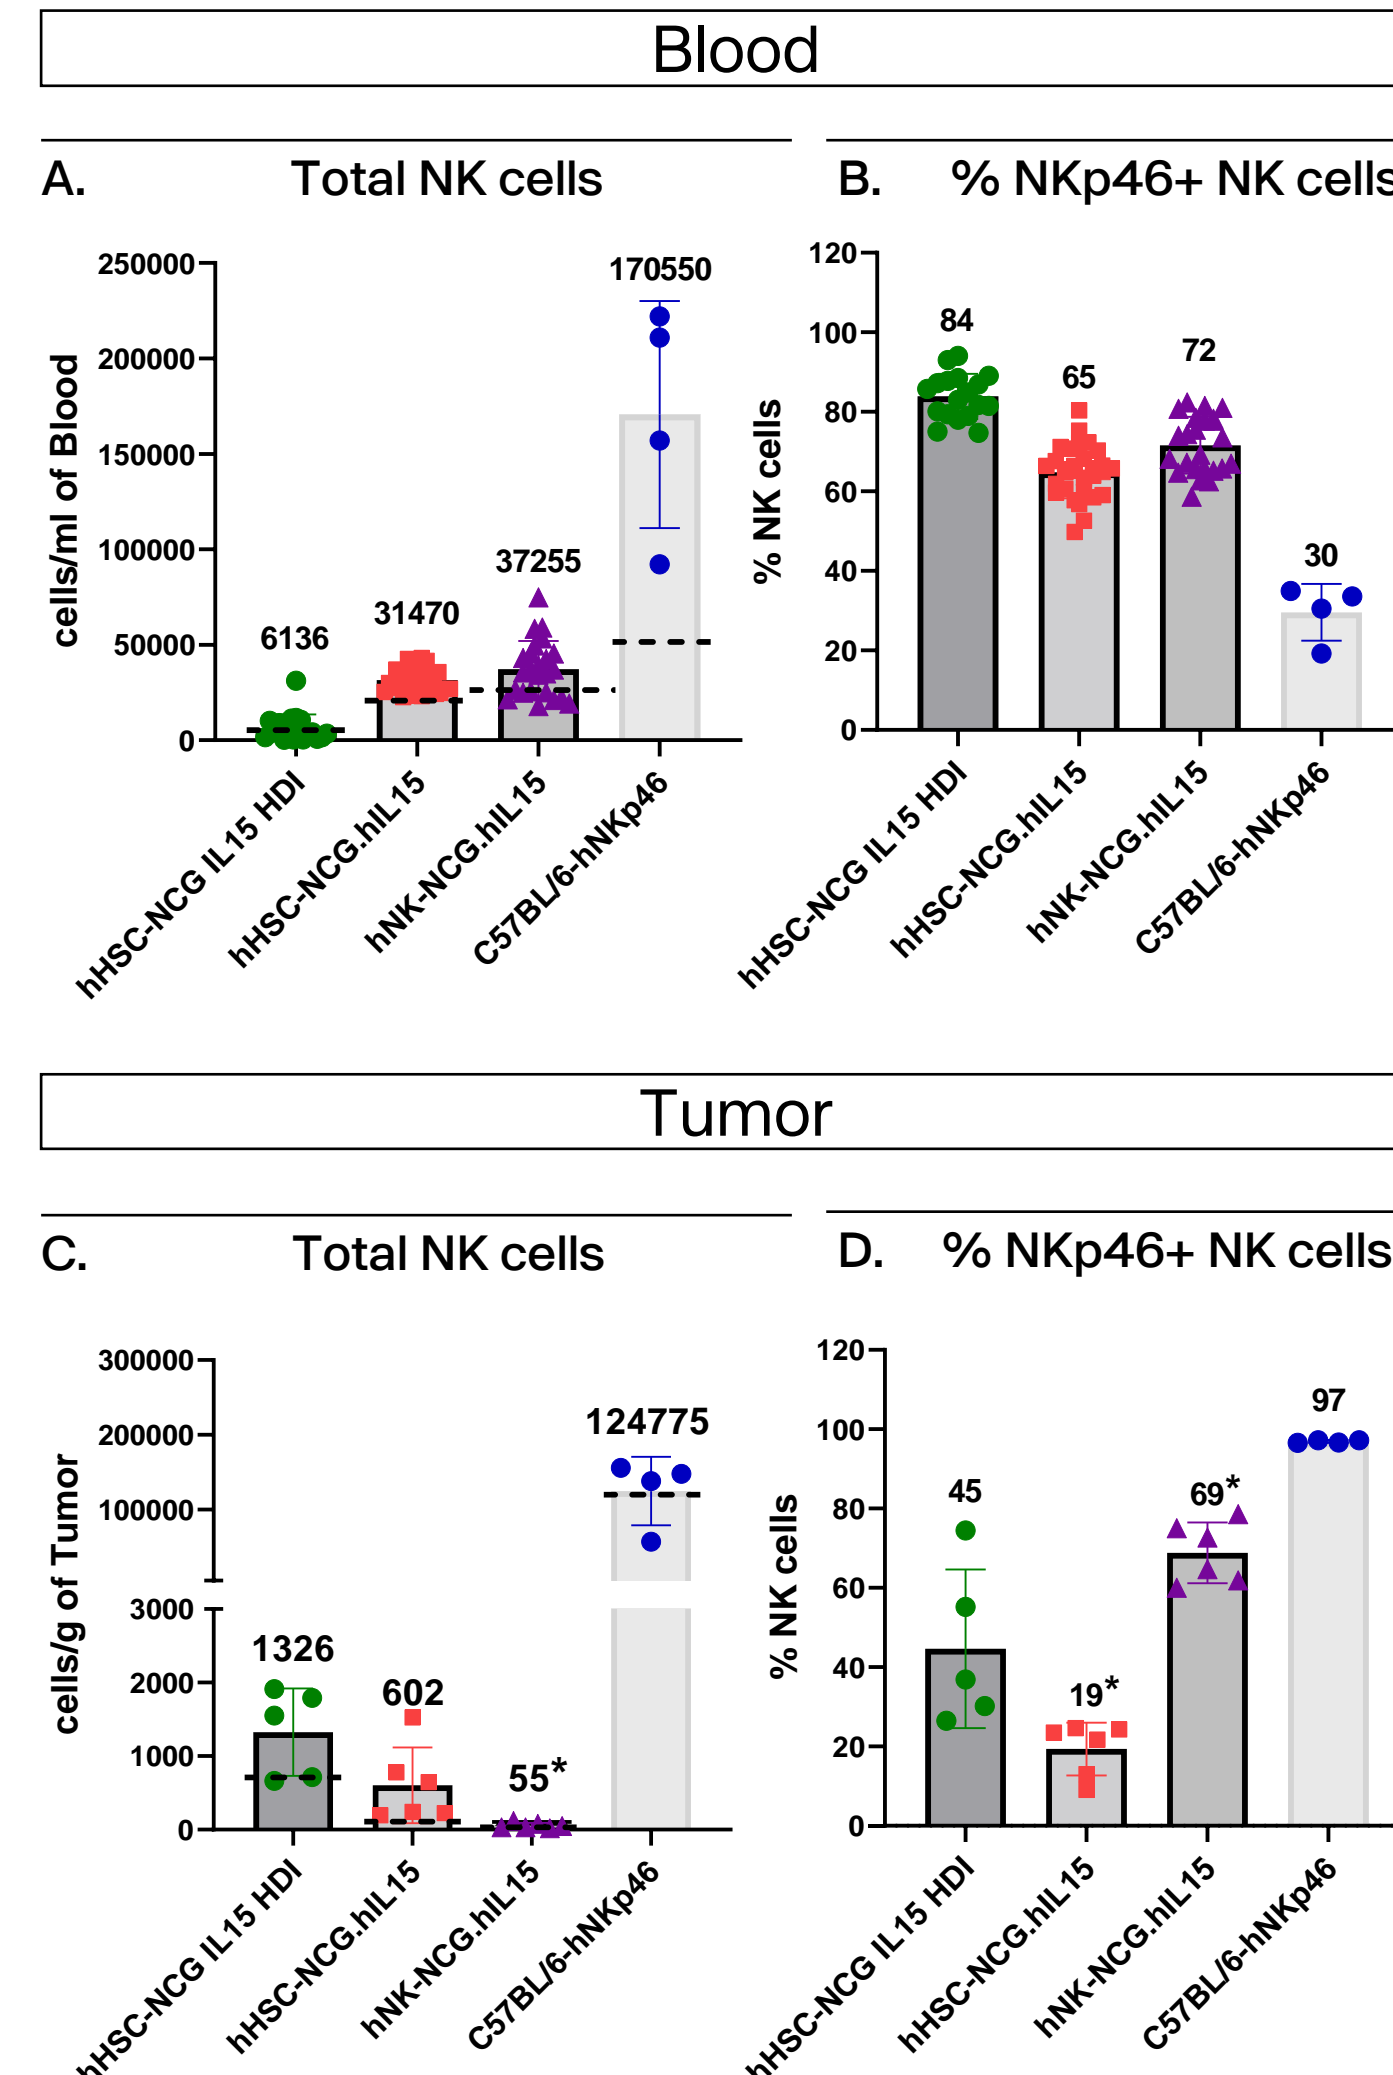 Blood
A. Total NK cells
cells/ml of Blood
250000
200000
150000
100000
50000
0
6136
31470
37255
170550
hHSC-NCG IL15 HDI
hHSC-NCG.hIL15
hNK-NCG.hIL15
C57BL/6-hNKp46
B. % NKp46+ NK cells
% NK cells
120
100
80
60
40
20
0
84
65
72
30
hHSC-NCG IL15 HDI
hHSC-NCG.hIL15
hNK-NCG.hIL15
C57BL/6-hNKp46
Tumor
C. Total NK cells
cells/g of Tumor
300000
200000
100000
3000
2000
1000
0
1326
602
55*
124775
hHSC-NCG IL15 HDI
hHSC-NCG.hIL15
hNK-NCG.hIL15
C57BL/6-hNKp46
D. % NKp46+ NK cells
% NK cells
120
100
80
60
40
20
0
45
19*
69*
97
hHSC-NCG IL15 HDI
hHSC-NCG.hIL15
hNK-NCG.hIL15
C57BL/6-hNKp46